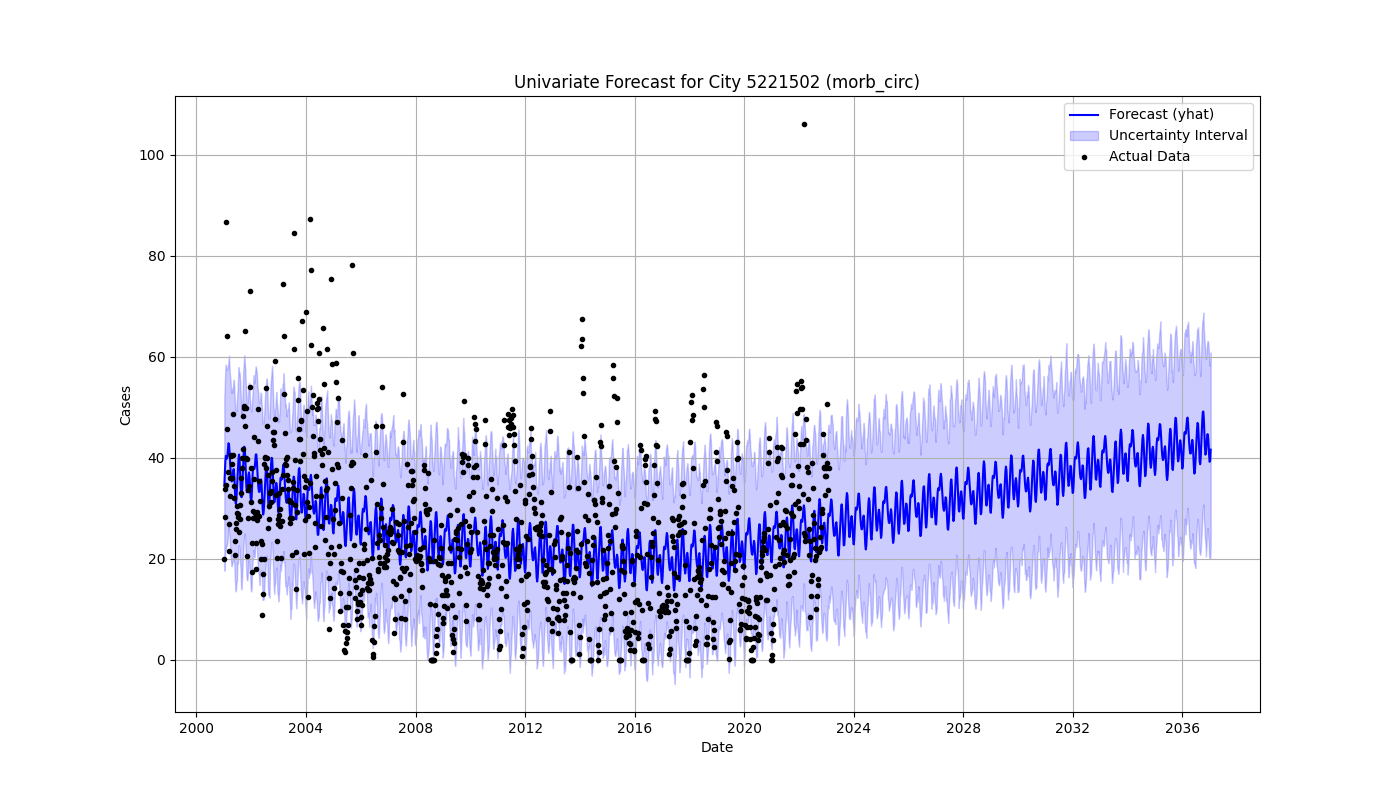 Univariate Forecast for City 5221502 (morb_circ)
Forecast (yhat)
Uncertainty Interval
Actual Data
100
80
60
40
20
0
Cases
2000 2004 2008 2012 2016 2020 2024 2028 2032 2036
Date